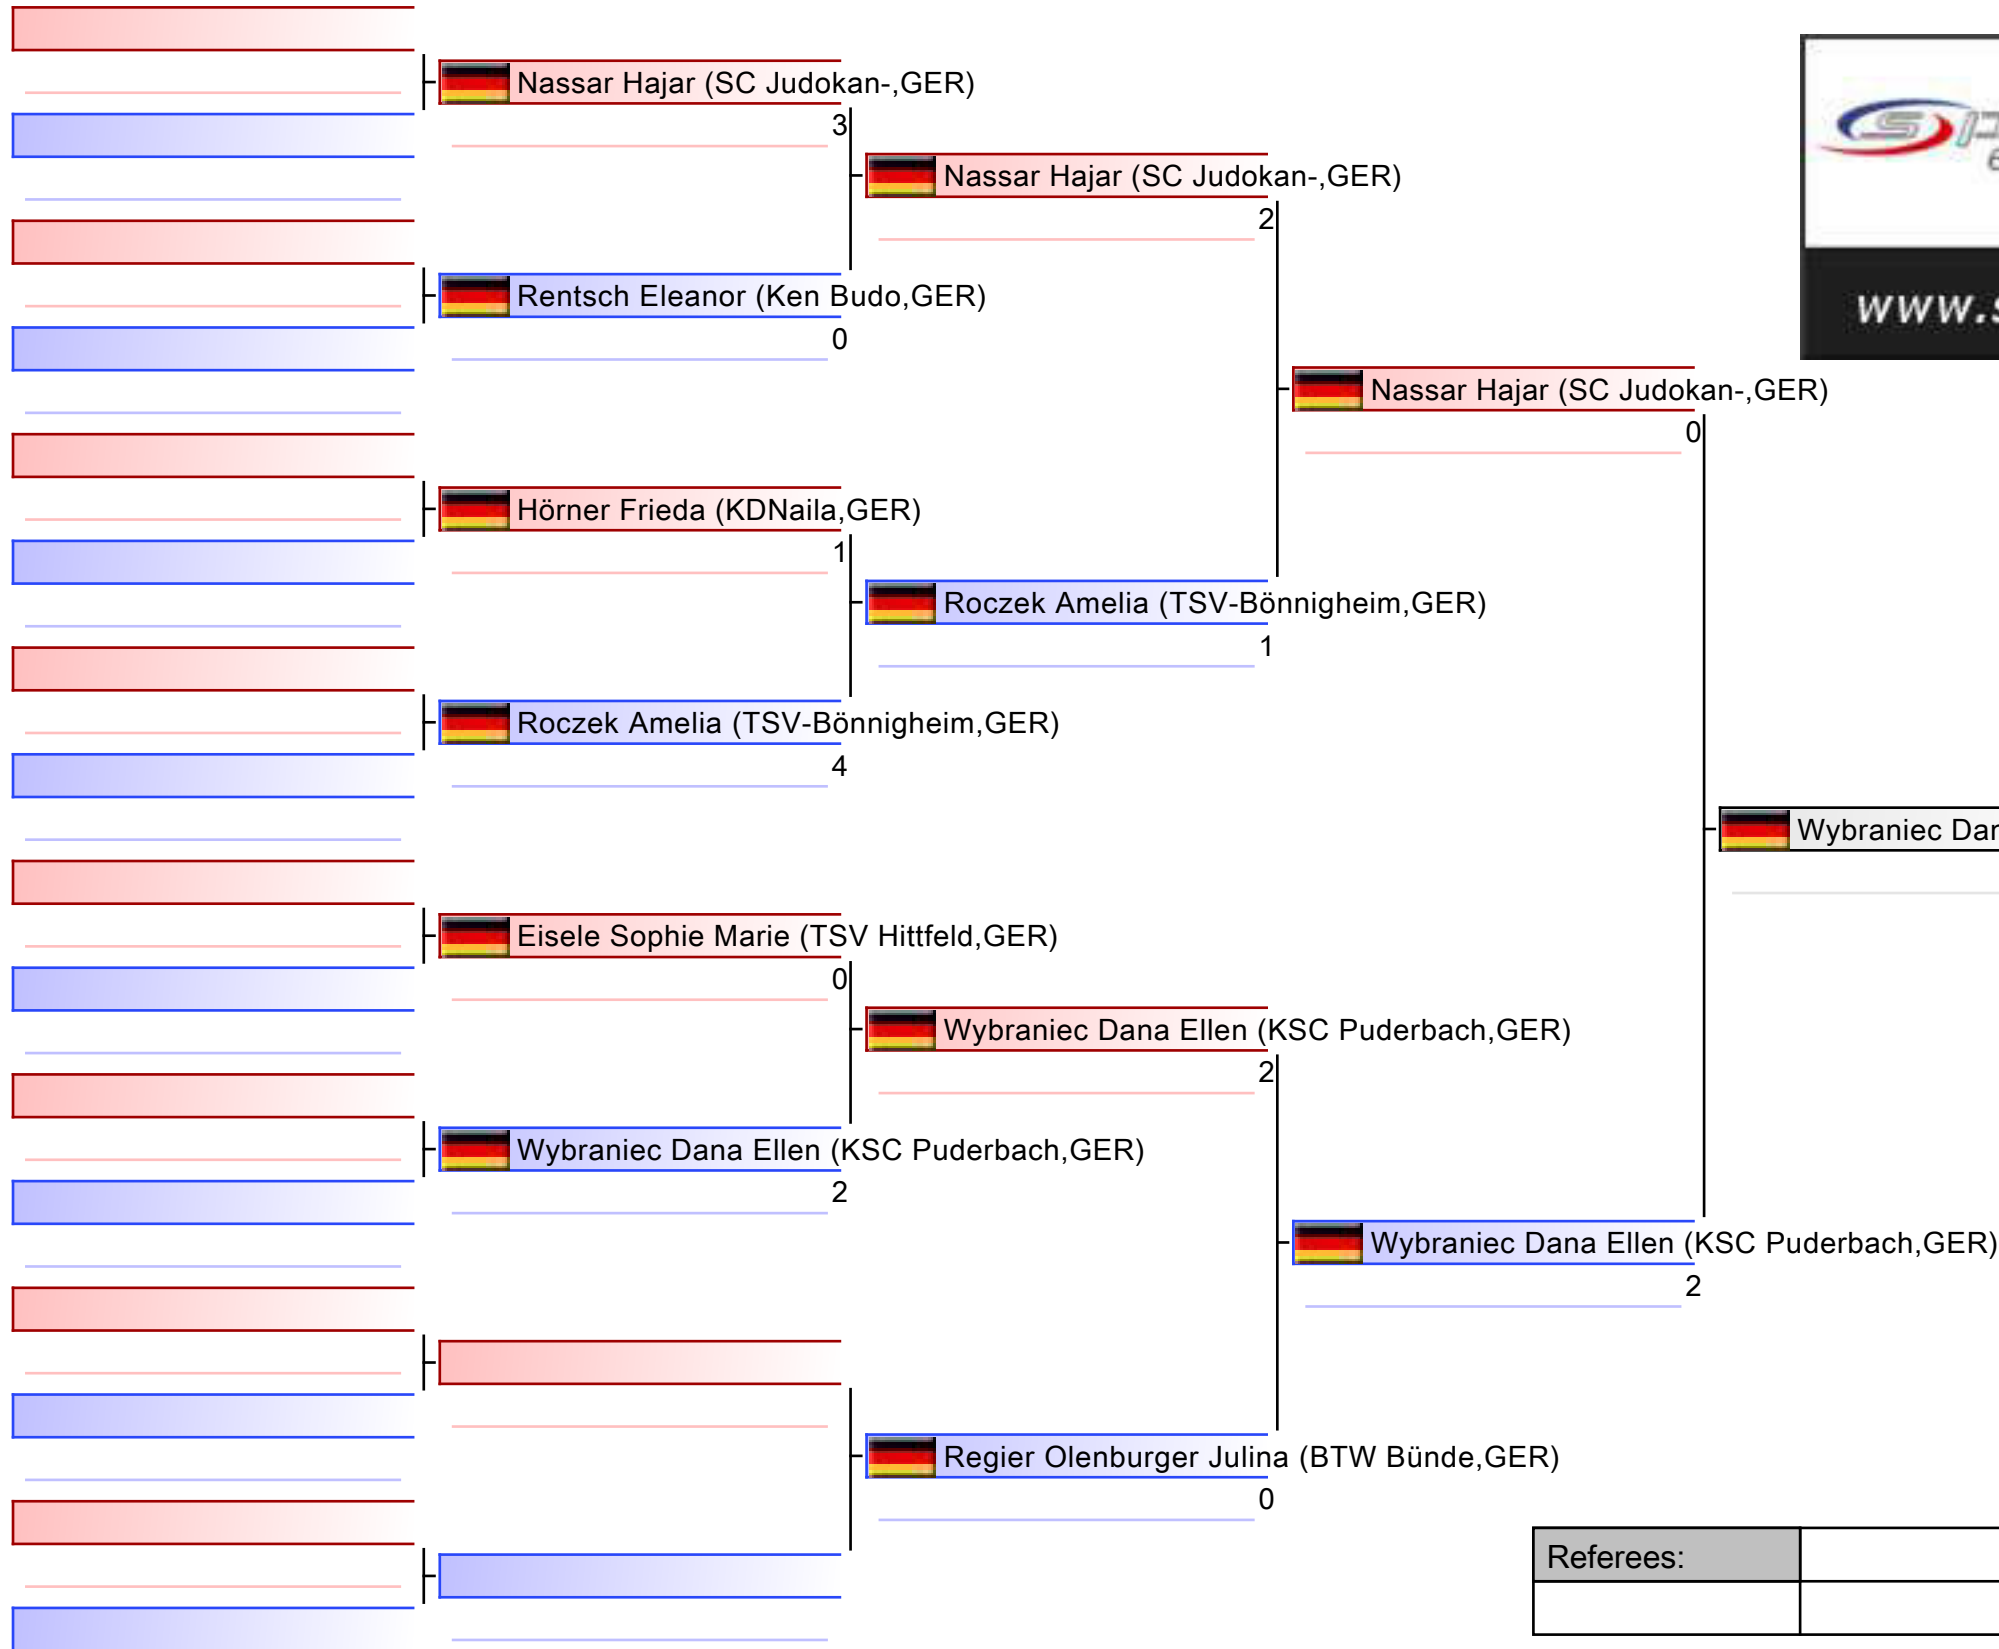 Nassar Hajar (SC Judokan-,GER)
3
Nassar Hajar (SC Judokan-,GER)
2
Rentsch Eleanor (Ken Budo,GER)
0
www.s
Nassar Hajar (SC Judokan-,GER)
0
Hörner Frieda (KDNaila,GER)
1
Roczek Amelia (TSV-Bönnigheim,GER)
1
Roczek Amelia (TSV-Bönnigheim,GER)
4
Wybraniec Dar
Eisele Sophie Marie (TSV Hittfeld,GER)
0
Wybraniec Dana Ellen (KSC Puderbach,GER)
2
Wybraniec Dana Ellen (KSC Puderbach,GER)
2
Wybraniec Dana Ellen (KSC Puderbach,GER)
2
Regier Olenburger Julina (BTW Bünde,GER)
0
Referees: